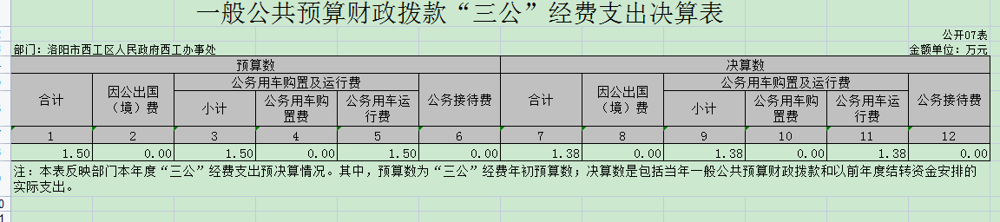 一般公共预算财政拨款“三公”经费支出决算表
公开07表
部门：洛阳市西工区人民政府西工办事处 金额单位：万元
预算数 决算数
合计 因公出国（境）费 公务用车购置及运行费 公务接待费 合计 因公出国（境）费 公务用车购置及运行费 公务接待费
小计 公务用车购置费 公务用车运行费 小计 公务用车购置费 公务用车运行费
1 2 3 4 5 6 7 8 9 10 11 12
1.50 0.00 1.50 0.00 1.50 0.00 1.38 0.00 1.38 0.00 1.38 0.00
注：本表反映部门本年度“三公”经费支出预决算情况。其中，预算数为“三公”经费年初预算数；决算数是包括当年一般公共预算财政拨款和以前年度结转资金安排的
实际支出。